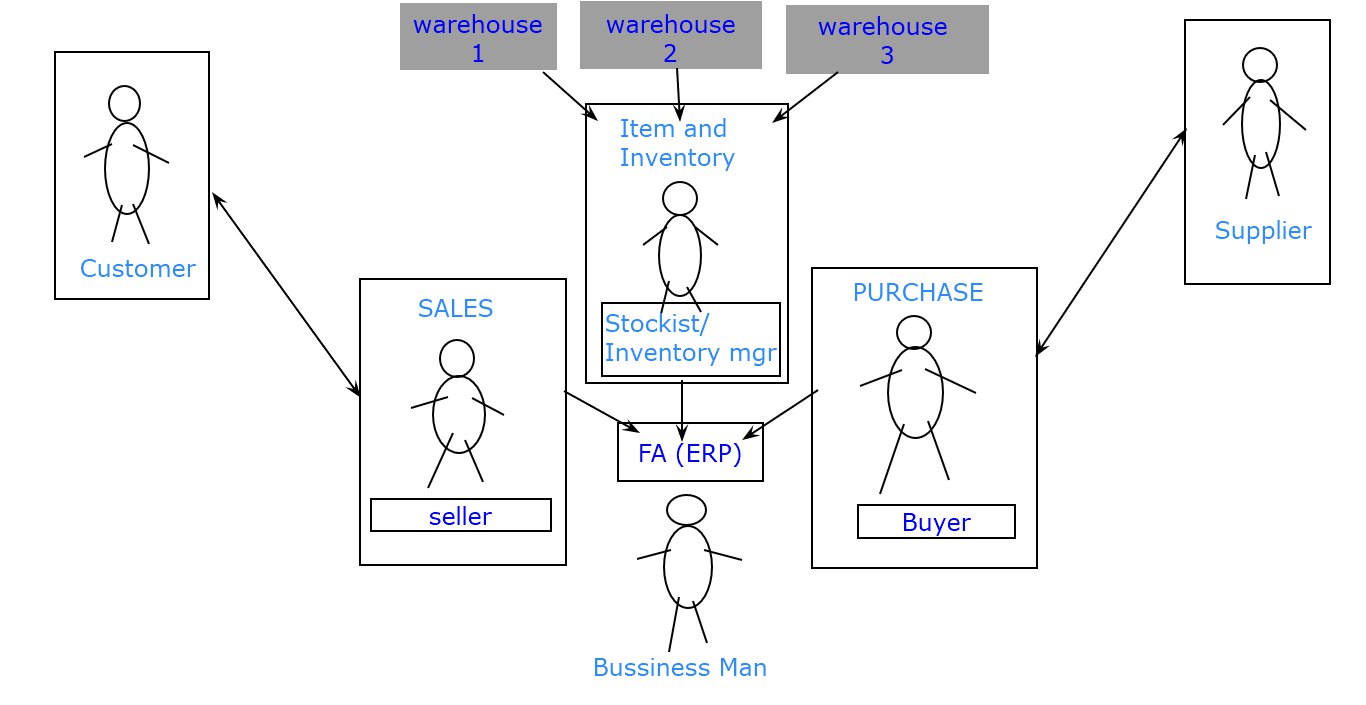 warehouse
1
warehouse
2
warehouse
3
Item and
Inventory
Customer
Supplier
SALES
PURCHASE
Stockist/
Inventory mgr
FA (ERP)
seller
Buyer
Bussiness Man